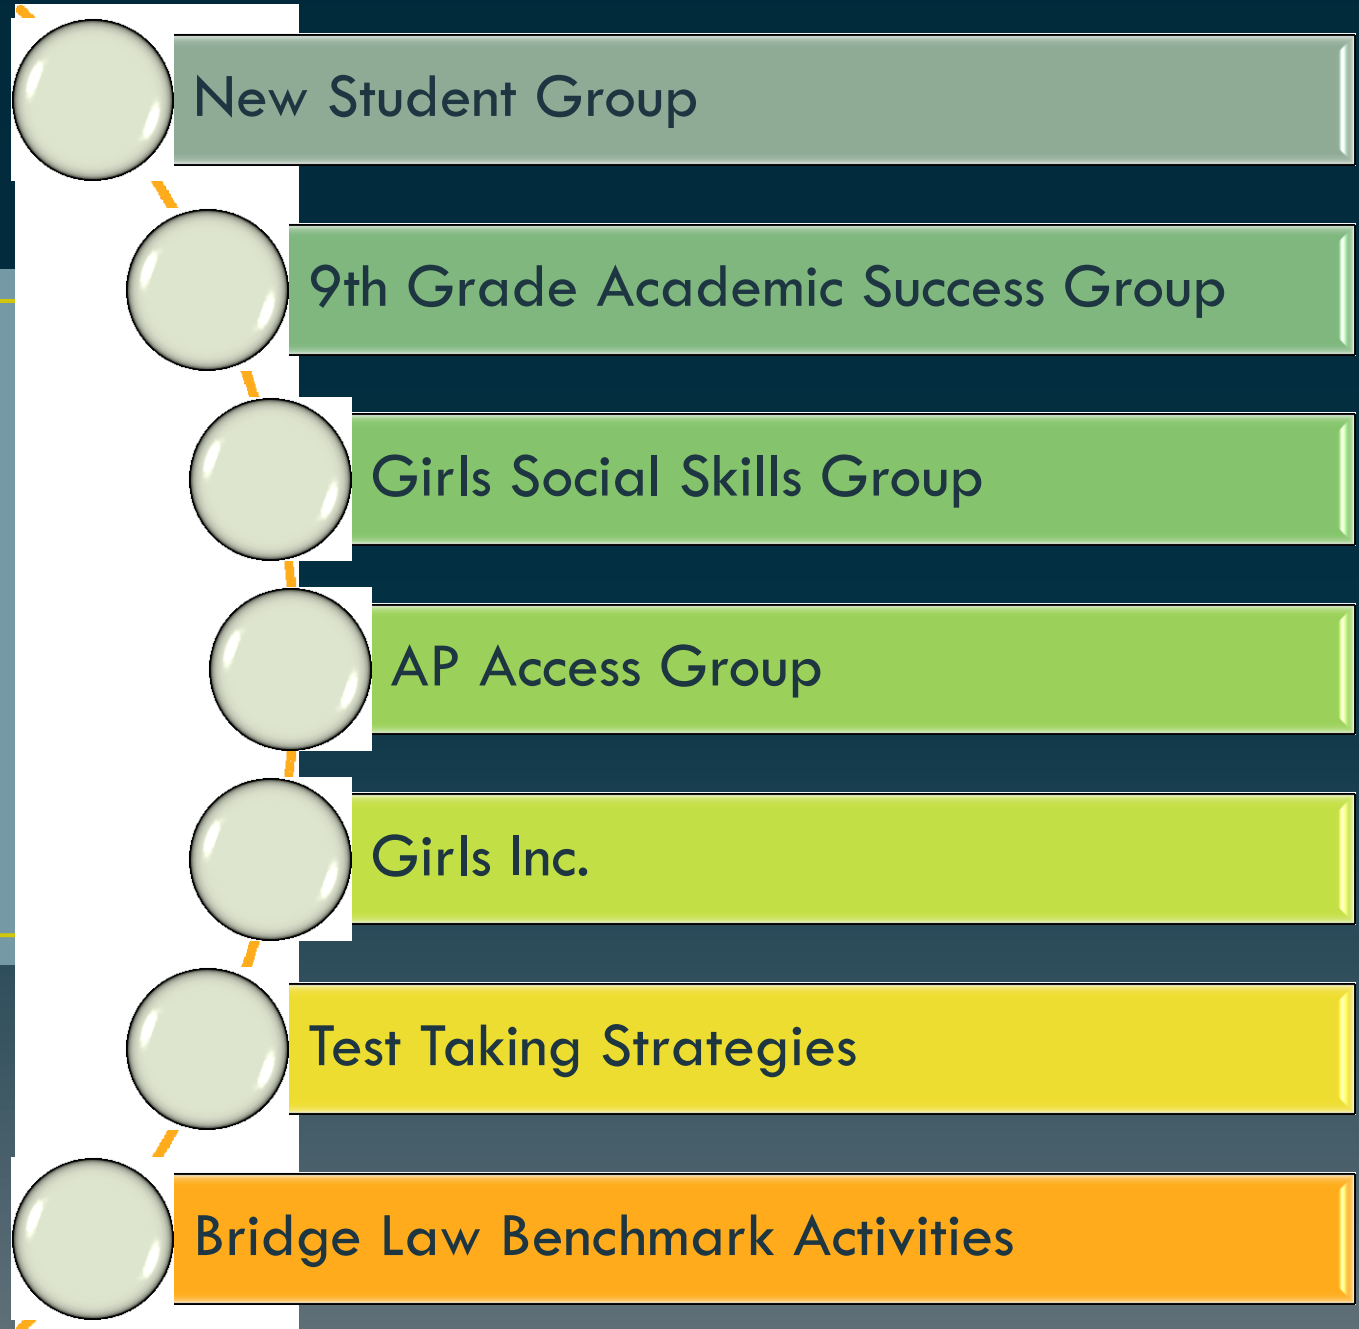 New Student Group
9th Grade Academic Success Group
Girls Social Skills Group
AP Access Group
Girls Inc.
Test Taking Strategies
Bridge Law Benchmark Activities